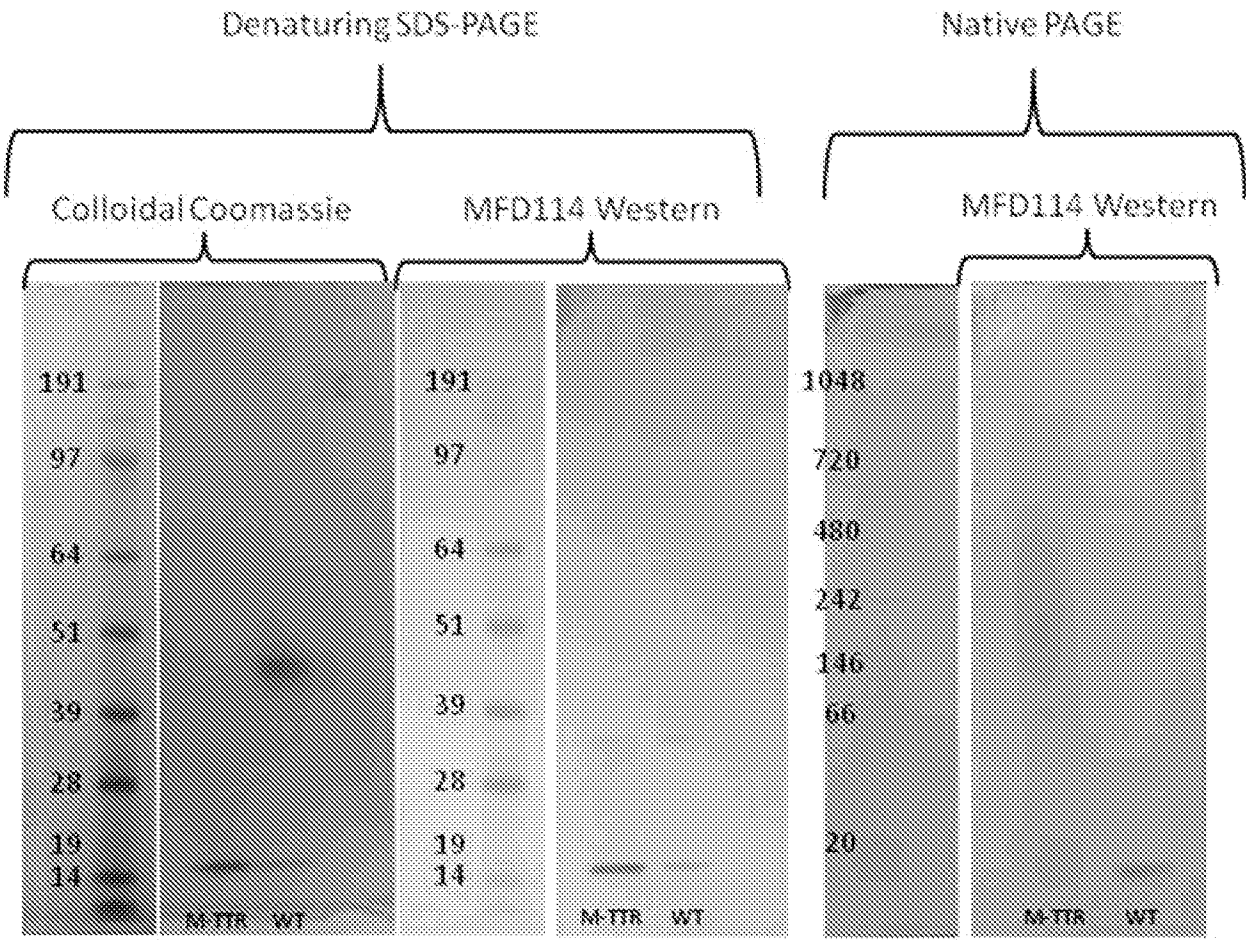 Denaturing SDS-PAGE
Native PAGE
Colloidal Coomassie
MFD114 Western
MFD114 Western
191
97
64
51
39
28
19
14
M-TTR WT
191
97
64
51
39
28
19
14
M-TTR WT
1048
720
480
242
146
66
20
M-TTR WT